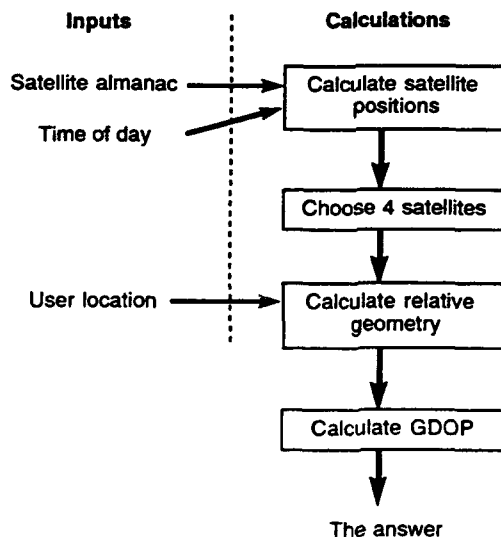 Inputs
Calculations
Satellite almanac
Time of day
Calculate satellite
positions
Choose 4 satellites
User location
Calculate relative
geometry
Calculate GDOP
The answer